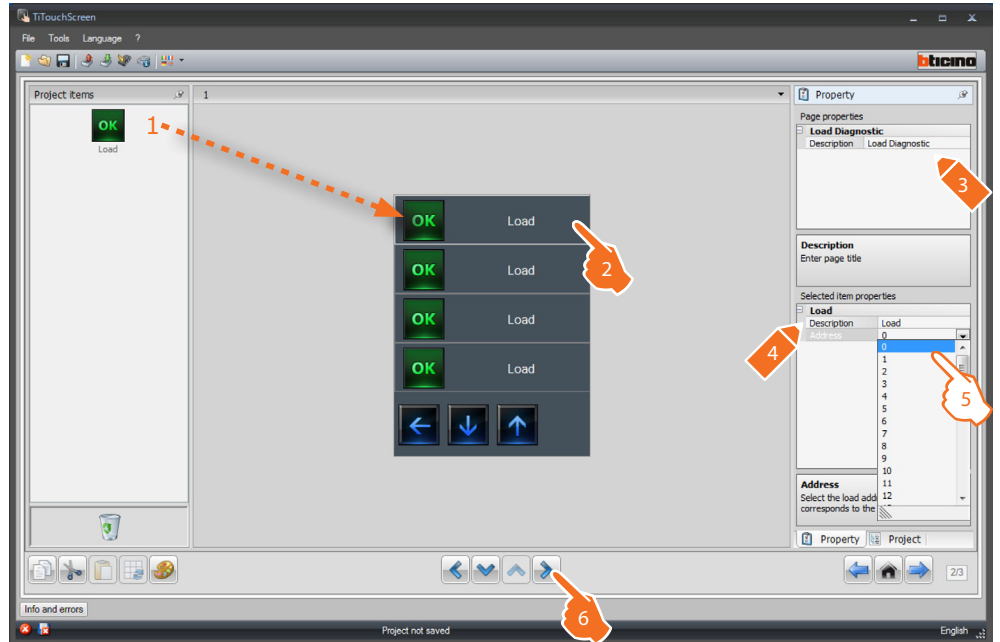 TiTouchScreen
File Tools Language ?
bticino
Project items
1
Property
OK
Load
1
Page properties
Load Diagnostic
Description Load Diagnostic
3
OK Load
2
OK Load
OK Load
OK Load
Description
Enter page title
Selected item properties
Load
Description Load
Address 0
4
0
1
2
3
4
5
6
7
8
9
10
11
12
5
Address
Select the load add
corresponds to the
Property Project
2/3
6
Info and errors
Project not saved
English